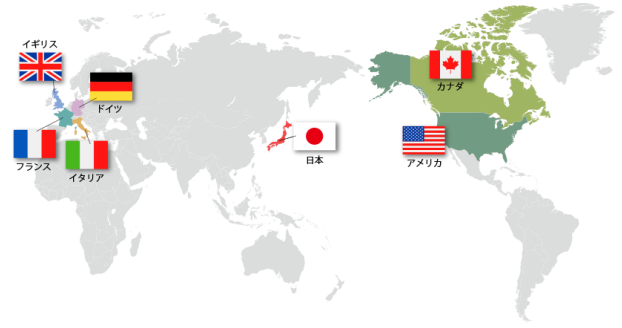 イギリス
ドイツ
フランス
イタリア
日本
カナダ
アメリカ